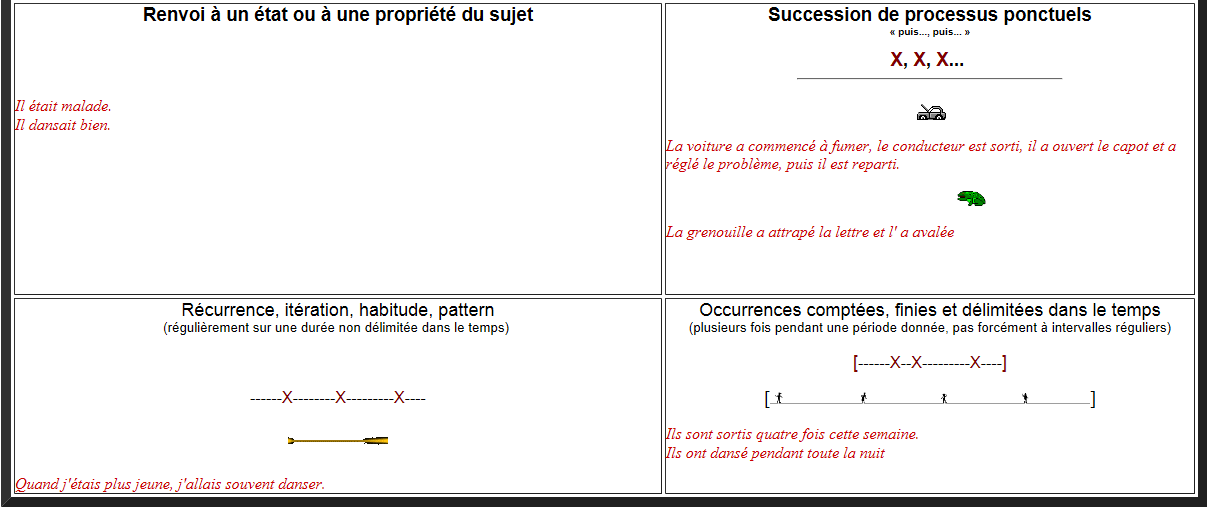 Renvoi à un état ou à une propriété du sujet
Il était malade.
Il dansait bien.
Succession de processus ponctuels
« puis..., puis... »
X, X, X...
La voiture a commencé à fumer, le conducteur est sorti, il a ouvert le capot et a
réglé le problème, puis il est reparti.
La grenouille a attrapé la lettre et l' a avalée
Récurrence, itération, habitude, pattern
(régulièrement sur une durée non délimitée dans le temps)
------X--------X---------X----
Quand j'étais plus jeune, j'allais souvent danser.
Occurrences comptées, finies et délimitées dans le temps
(plusieurs fois pendant une période donnée, pas forcément à intervalles réguliers)
[------X--X---------X----]
[ ]
Ils sont sortis quatre fois cette semaine.
Ils ont dansé pendant toute la nuit